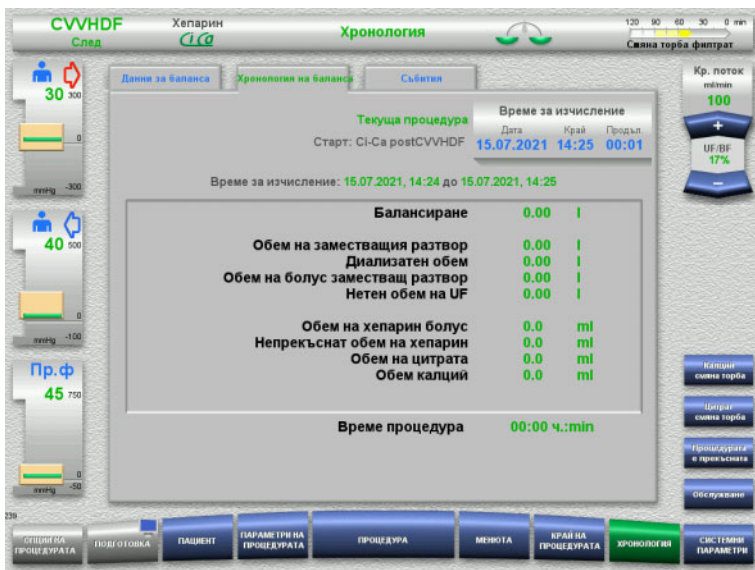 CVVHDF
След
Хепарин
Ci Ca
Хронология
120 90 60 30 0 min
Смяна торба филтрат
30 300
0
mmHg -300
40 500
0
mmHg -100
Пр.ф
45 750
0
mmHg -50
Данни за баланса
Хронология на баланса
Събития
Текуща процедура
Старт: Ci-Ca postCVVHDF
Време за изчисление
Дата Край Продъл.
15.07.2021 14:25 00:01
Време за изчисление: 15.07.2021, 14:24 до 15.07.2021, 14:25
Балансиране 0.00 l
Обем на заместващия разтвор 0.00 l
Диализатен обем 0.00 l
Обем на болус заместващ разтвор 0.00 l
Нетен обем на UF 0.00 l
Обем на хепарин болус 0.0 ml
Непрекъснат обем на хепарин 0.0 ml
Обем на цитрата 0.0 ml
Обем калций 0.0 ml
Време процедура 00:00 ч.:min
Кр. поток
ml/min
100
+
UF/BF
17%
−
Калции
смяна торба
Цитрат
смяна торба
Процедурата
е прекъсната
Обслужване
239
ОПЦИИ НА
ПРОЦЕДУРАТА
ПОДГОТОВКА
ПАЦИЕНТ
ПАРАМЕТРИ НА
ПРОЦЕДУРАТА
ПРОЦЕДУРА
МЕНЮТА
КРАЙ НА
ПРОЦЕДУРАТА
ХРОНОЛОГИЯ
СИСТЕМНИ
ПАРАМЕТРИ